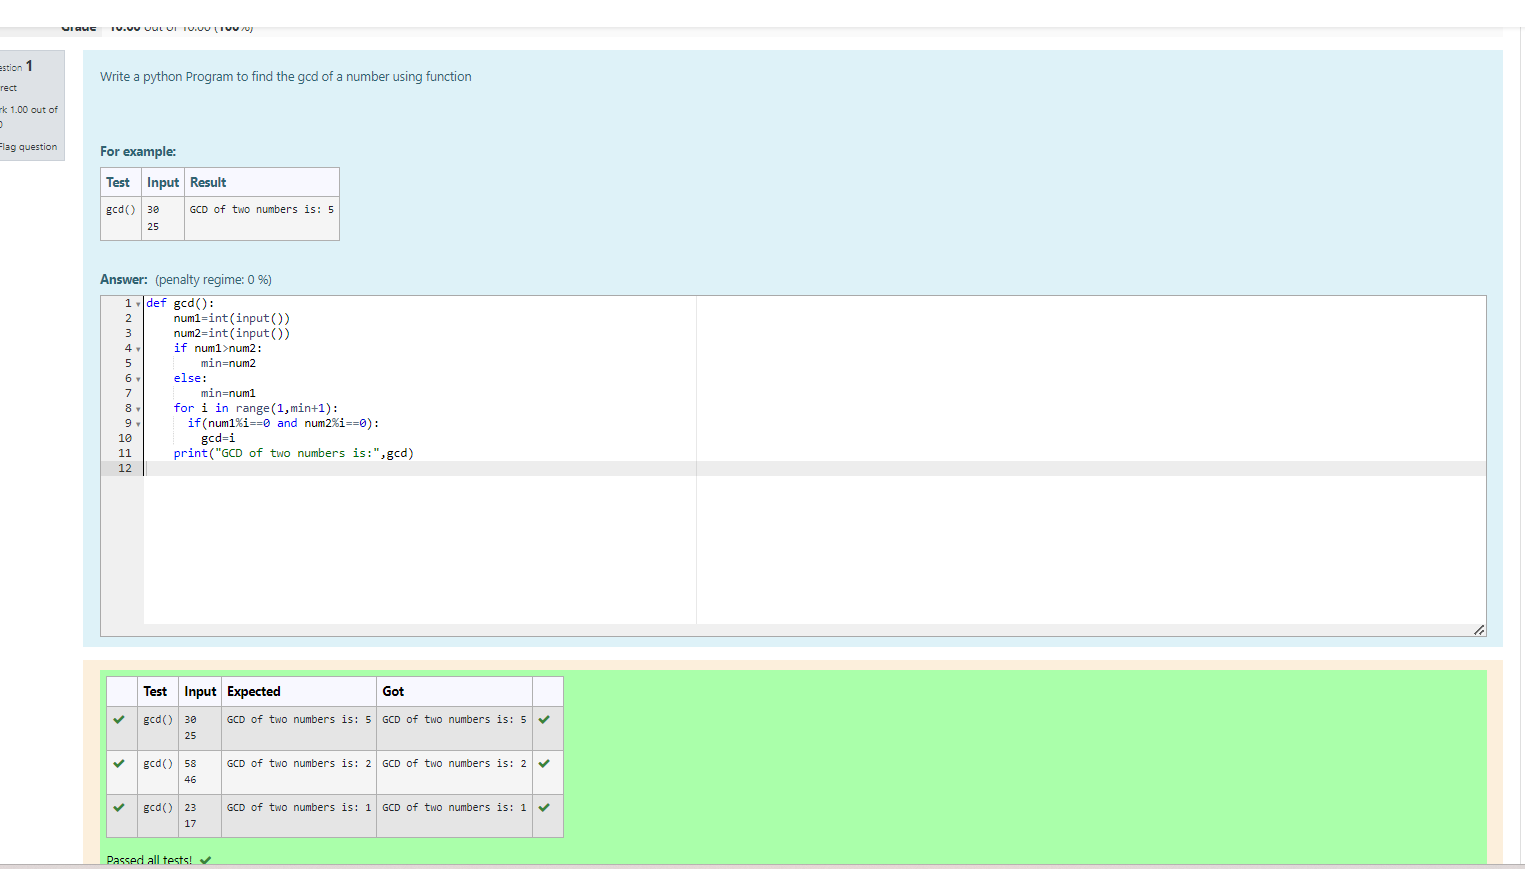 Grade 10.00 out of 10.00 (100%)
estion 1
rrect
rk 1.00 out of
Flag question
Write a python Program to find the gcd of a number using function
For example:
Test Input Result
gcd() 30 GCD of two numbers is: 5
25
Answer: (penalty regime: 0 %)
1 def gcd():
2 num1=int(input())
3 num2=int(input())
4 if num1>num2:
5 min=num2
6 else:
7 min=num1
8 for i in range(1,min+1):
9 if(num1%i==0 and num2%i==0):
10 gcd=i
11 print("GCD of two numbers is:",gcd)
12
Test Input Expected Got
gcd() 30 GCD of two numbers is: 5 GCD of two numbers is: 5
25
gcd() 58 GCD of two numbers is: 2 GCD of two numbers is: 2
46
gcd() 23 GCD of two numbers is: 1 GCD of two numbers is: 1
17
Passed all tests!